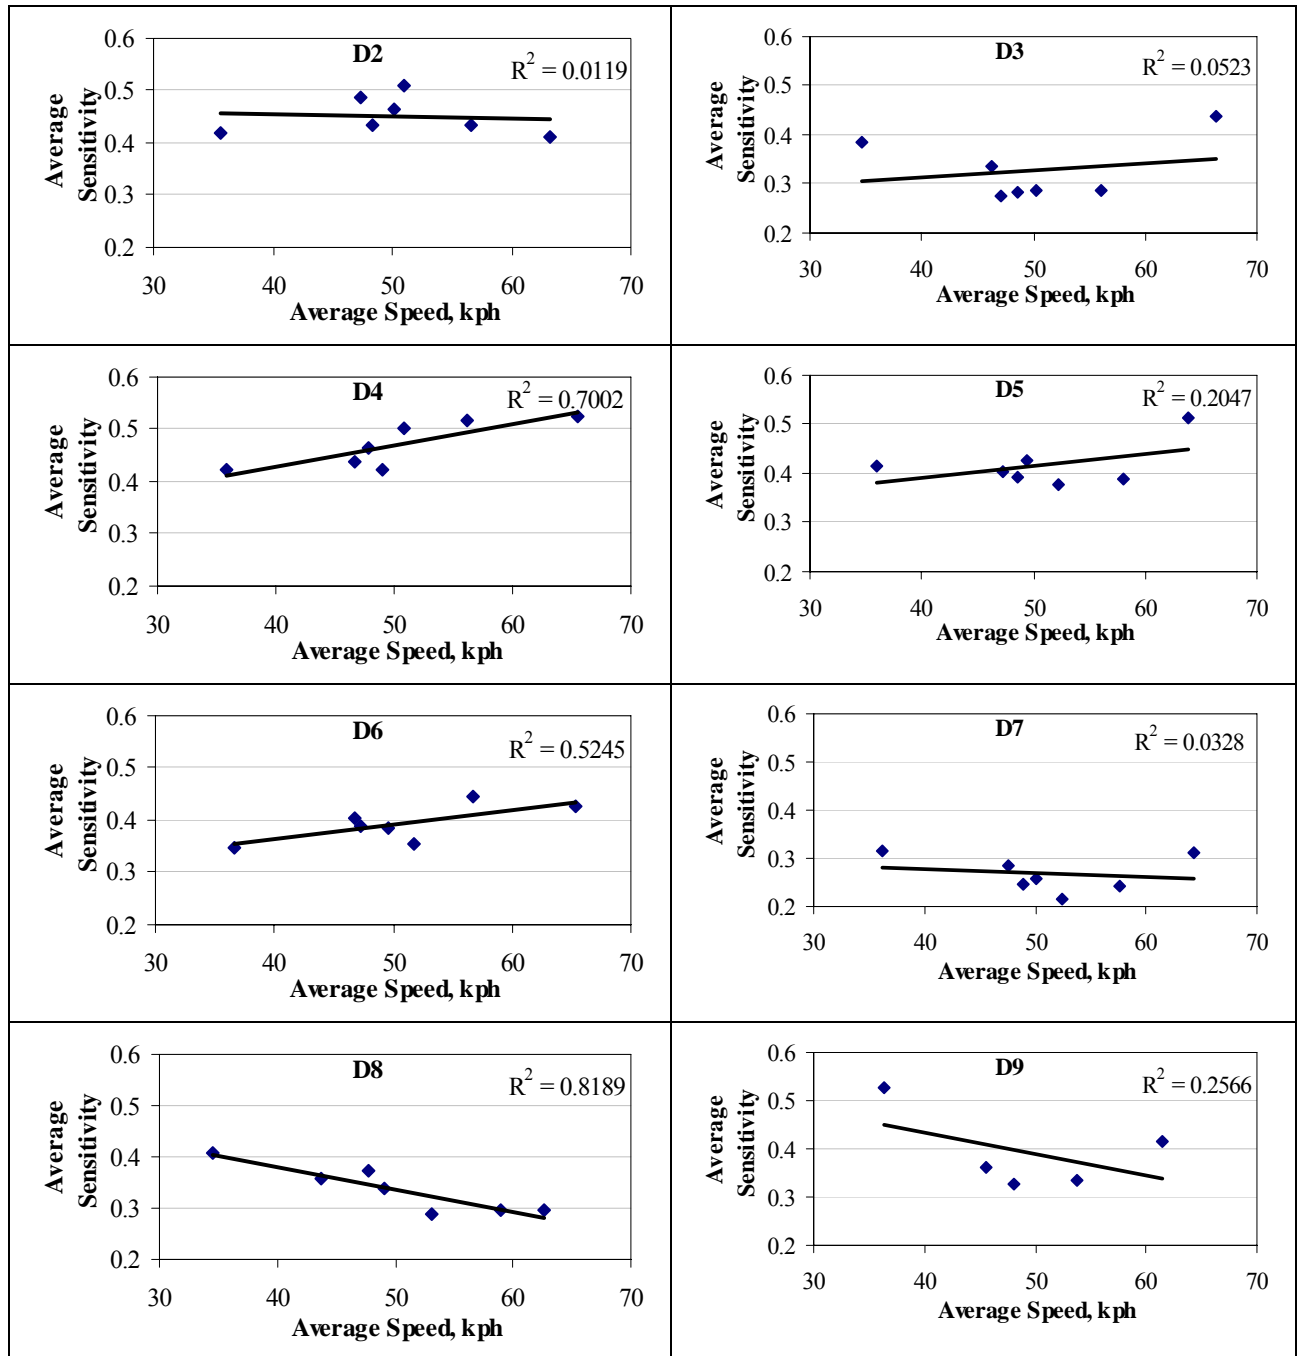 D2
R² = 0.0119
0.6
0.5
0.4
0.3
0.2
Average
Sensitivity
30 40 50 60 70
Average Speed, kph
D3
R² = 0.0523
0.6
0.5
0.4
0.3
0.2
Average
Sensitivity
30 40 50 60 70
Average Speed, kph
D4
R² = 0.7002
0.6
0.5
0.4
0.3
0.2
Average
Sensitivity
30 40 50 60 70
Average Speed, kph
D5
R² = 0.2047
0.6
0.5
0.4
0.3
0.2
Average
Sensitivity
30 40 50 60 70
Average Speed, kph
D6
R² = 0.5245
0.6
0.5
0.4
0.3
0.2
Average
Sensitivity
30 40 50 60 70
Average Speed, kph
D7
R² = 0.0328
0.6
0.5
0.4
0.3
0.2
Average
Sensitivity
30 40 50 60 70
Average Speed, kph
D8
R² = 0.8189
0.6
0.5
0.4
0.3
0.2
Average
Sensitivity
30 40 50 60 70
Average Speed, kph
D9
R² = 0.2566
0.6
0.5
0.4
0.3
0.2
Average
Sensitivity
30 40 50 60 70
Average Speed, kph